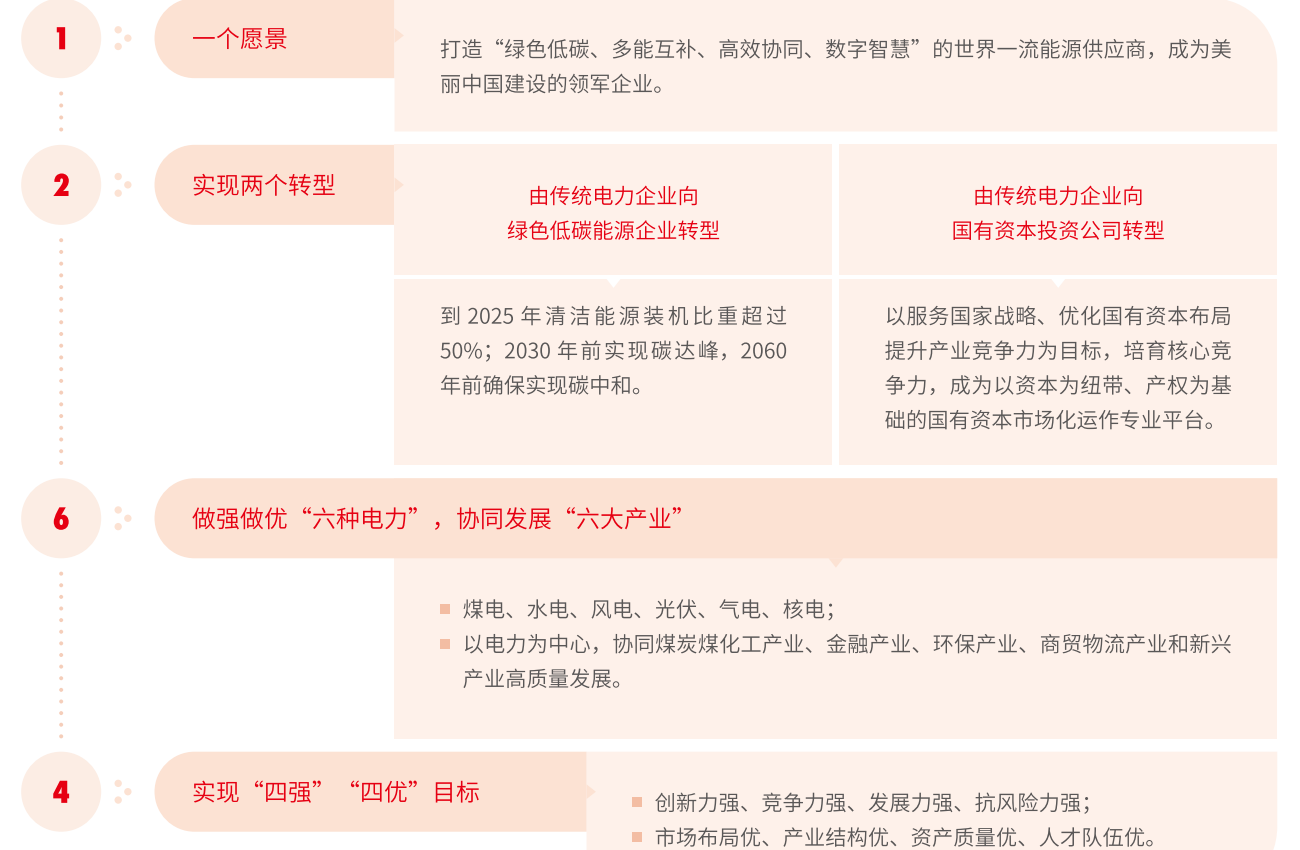 1
一个愿景
打造“绿色低碳、多能互补、高效协同、数字智慧”的世界一流能源供应商，成为美
丽中国建设的领军企业。
2
实现两个转型
由传统电力企业向
绿色低碳能源企业转型
到 2025 年清洁能源装机比重超过
50%；2030 年前实现碳达峰，2060
年前确保实现碳中和。
由传统电力企业向
国有资本投资公司转型
以服务国家战略、优化国有资本布局
提升产业竞争力为目标，培育核心竞
争力，成为以资本为纽带、产权为基
础的国有资本市场化运作专业平台。
6
做强做优“六种电力”，协同发展“六大产业”
煤电、水电、风电、光伏、气电、核电；
以电力为中心，协同煤炭煤化工产业、金融产业、环保产业、商贸物流产业和新兴
产业高质量发展。
4
实现“四强”“四优”目标
创新力强、竞争力强、发展力强、抗风险力强；
市场布局优、产业结构优、资产质量优、人才队伍优。